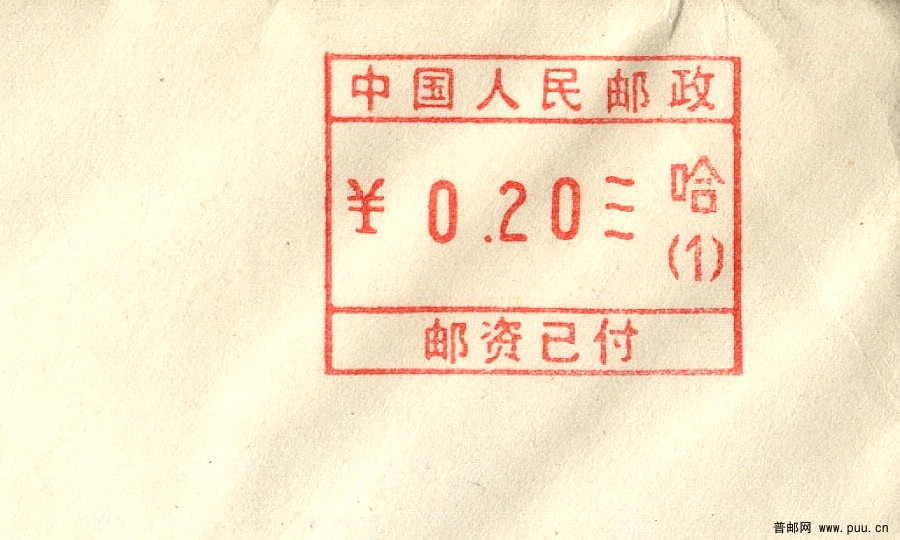 中国人民邮政
¥ 0.20 三 哈
(1)
邮资已付
普邮网 www.puu.cn